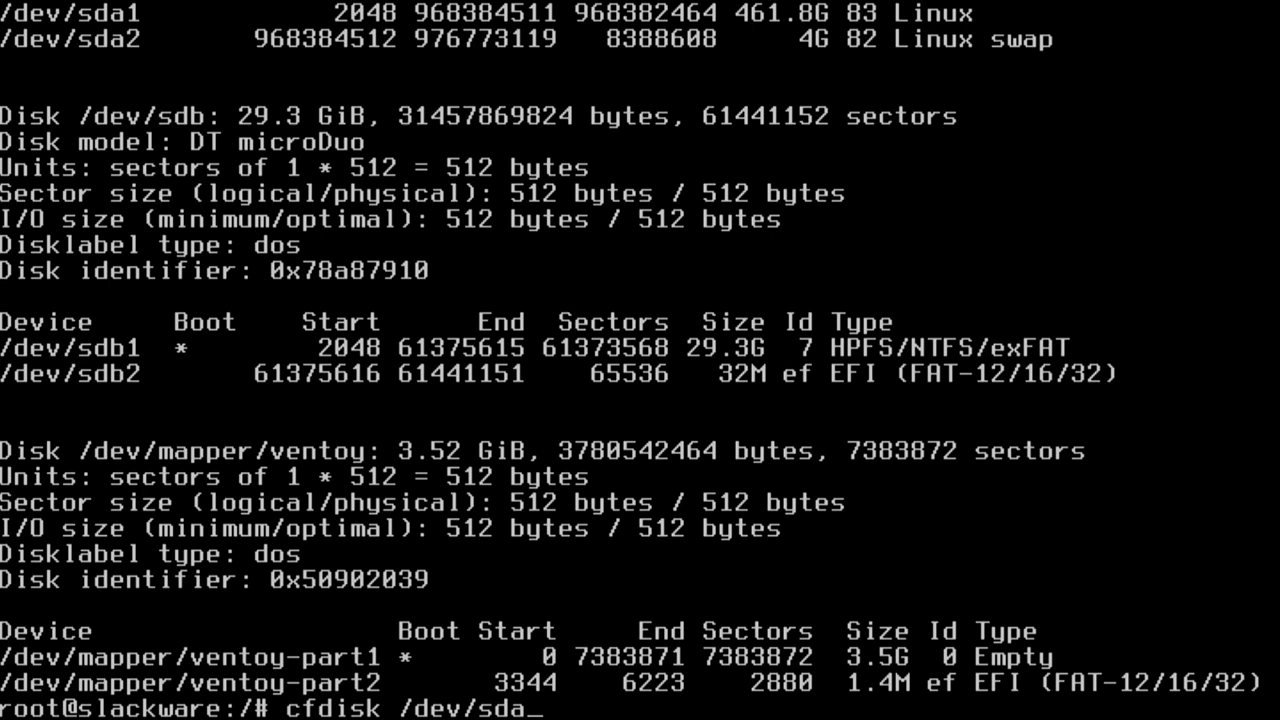 /dev/sda1 2048 968384511 968382464 461.8G 83 Linux
/dev/sda2 968384512 976773119 8388608 4G 82 Linux swap
Disk /dev/sdb: 29.3 GiB, 31457869824 bytes, 61441152 sectors
Disk model: DT microDuo
Units: sectors of 1 * 512 = 512 bytes
Sector size (logical/physical): 512 bytes / 512 bytes
I/O size (minimum/optimal): 512 bytes / 512 bytes
Disklabel type: dos
Disk identifier: 0x78a87910
Device Boot Start End Sectors Size Id Type
/dev/sdb1 * 2048 61375615 61373568 29.3G 7 HPFS/NTFS/exFAT
/dev/sdb2 61375616 61441151 65536 32M ef EFI (FAT-12/16/32)
Disk /dev/mapper/ventoy: 3.52 GiB, 3780542464 bytes, 7383872 sectors
Units: sectors of 1 * 512 = 512 bytes
Sector size (logical/physical): 512 bytes / 512 bytes
I/O size (minimum/optimal): 512 bytes / 512 bytes
Disklabel type: dos
Disk identifier: 0x50902039
Device Boot Start End Sectors Size Id Type
/dev/mapper/ventoy-part1 * 0 7383871 7383872 3.5G 0 Empty
/dev/mapper/ventoy-part2 3344 6223 2880 1.4M ef EFI (FAT-12/16/32)
root@slackware:/# cfdisk /dev/sda_